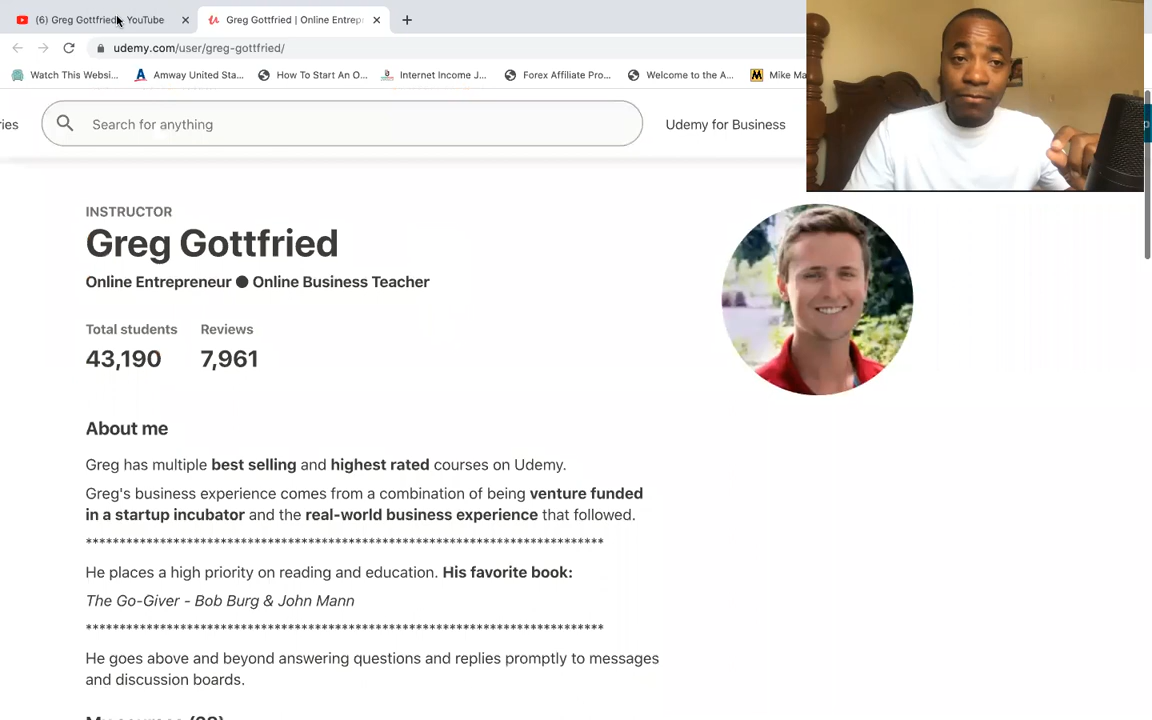 (6) Greg Gottfried - YouTube
Greg Gottfried | Online Entrep
udemy.com/user/greg-gottfried/
Watch This Websi...
Amway United Sta...
How To Start An O...
Internet Income J...
Forex Affiliate Pro...
Welcome to the A...
Mike Ma
ries
Search for anything
Udemy for Business
INSTRUCTOR
Greg Gottfried
Online Entrepreneur ● Online Business Teacher
Total students Reviews
43,190 7,961
About me
Greg has multiple best selling and highest rated courses on Udemy.
Greg's business experience comes from a combination of being venture funded
in a startup incubator and the real-world business experience that followed.
******************************************************************************
He places a high priority on reading and education. His favorite book:
The Go-Giver - Bob Burg & John Mann
******************************************************************************
He goes above and beyond answering questions and replies promptly to messages
and discussion boards.